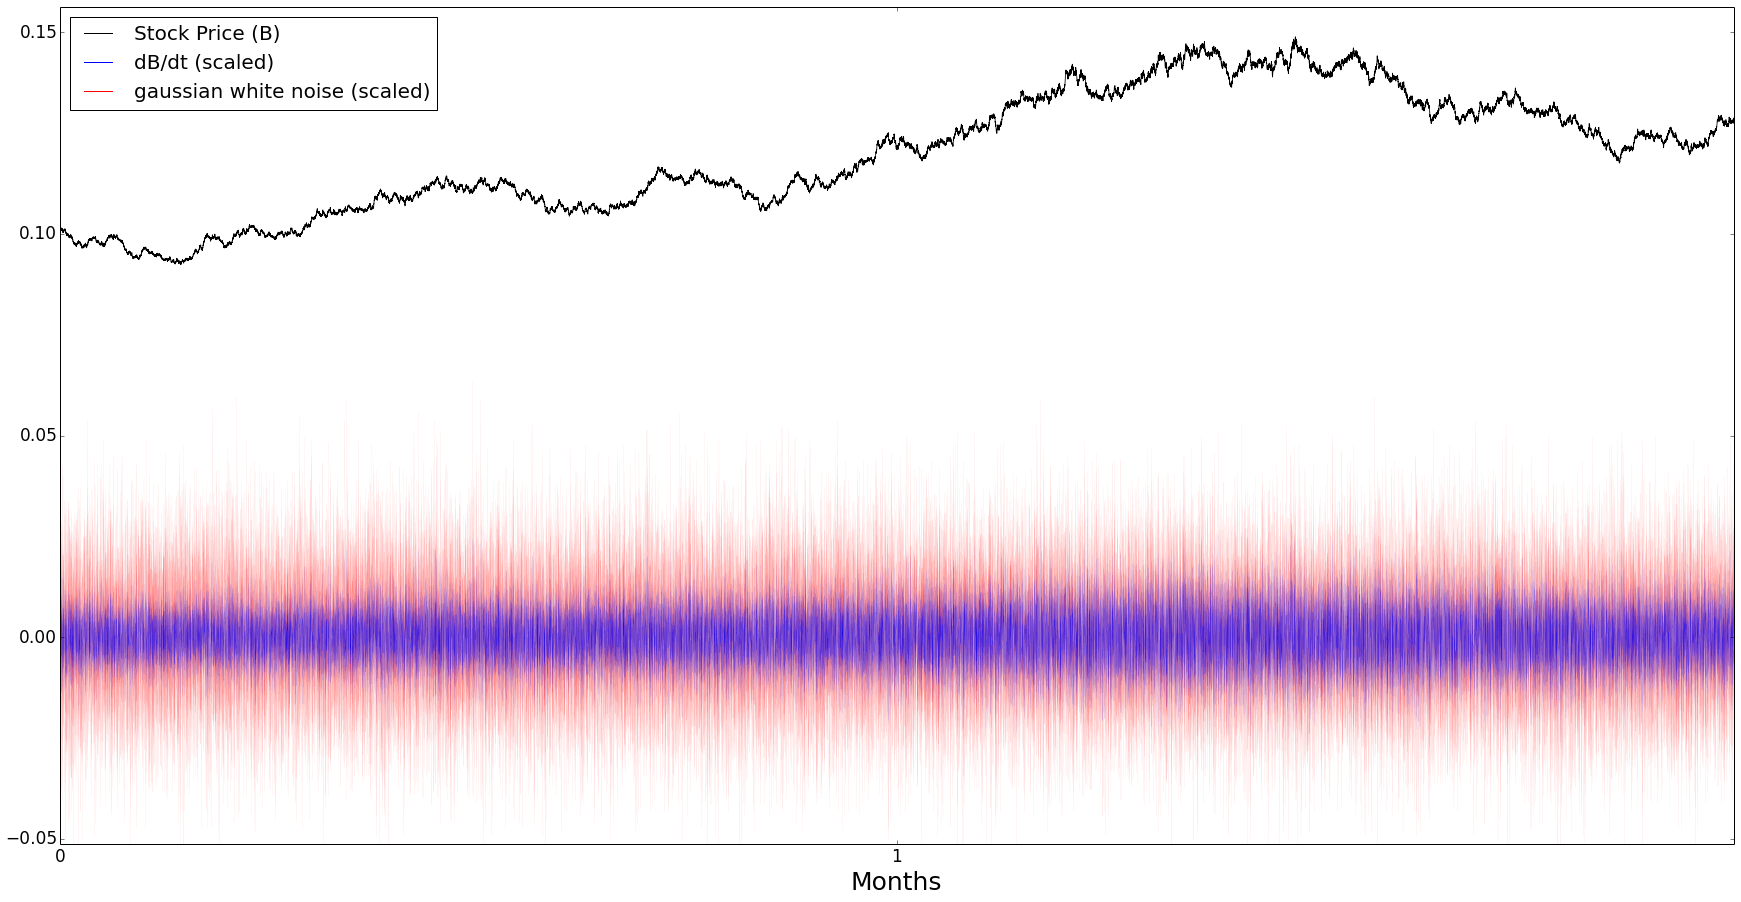 0.15
Stock Price (B)
dB/dt (scaled)
gaussian white noise (scaled)
0.10
0.05
0.00
−0.05
0 1
Months